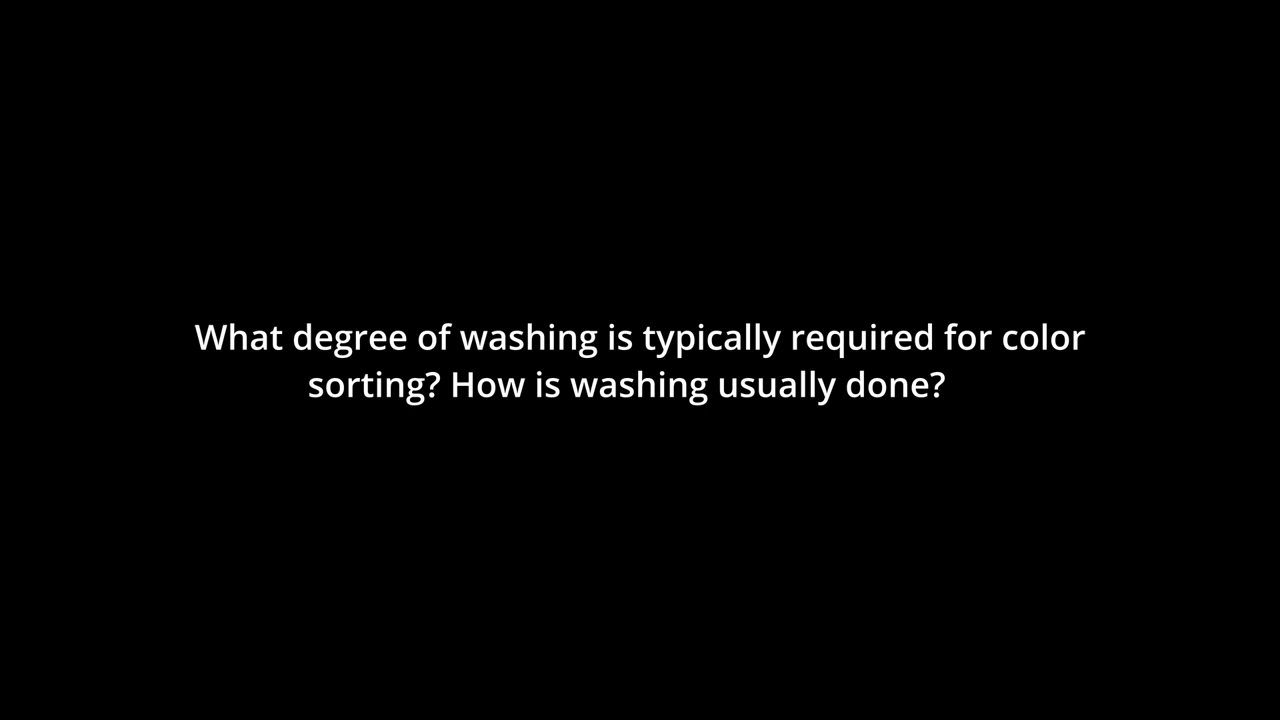 What degree of washing is typically required for color
sorting? How is washing usually done?